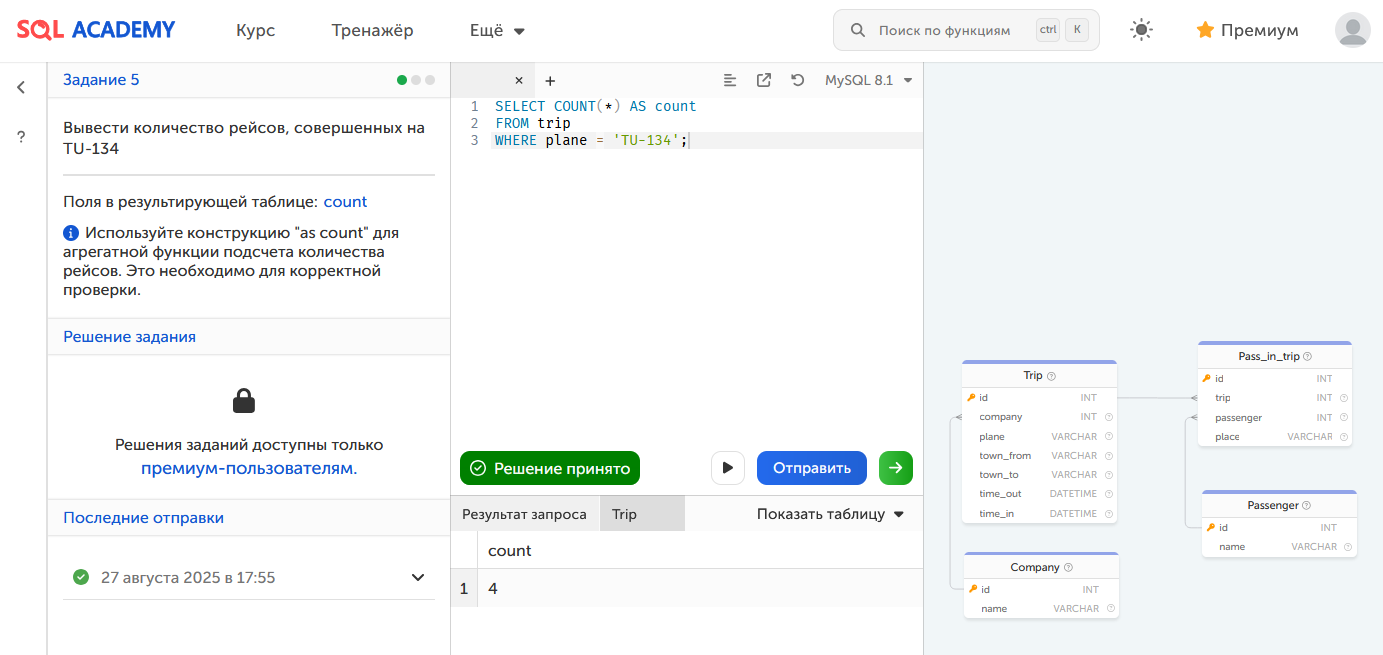 SQL ACADEMY
Курс
Тренажёр
Ещё
Поиск по функциям
ctrl
K
Премиум
Задание 5
Вывести количество рейсов, совершенных на
TU-134
Поля в результирующей таблице: count
Используйте конструкцию "as count" для
агрегатной функции подсчета количества
рейсов. Это необходимо для корректной
проверки.
Решение задания
Решения заданий доступны только
премиум-пользователям.
Последние отправки
27 августа 2025 в 17:55
?
× +
MySQL 8.1
1 SELECT COUNT(*) AS count
2 FROM trip
3 WHERE plane = 'TU-134';
Решение принято
Отправить
Результат запроса
Trip
Показать таблицу
count
1 4
Trip ?
id INT
company INT ?
plane VARCHAR ?
town_from VARCHAR ?
town_to VARCHAR ?
time_out DATETIME ?
time_in DATETIME ?
Company ?
id INT
name VARCHAR ?
Pass_in_trip ?
id INT
trip INT ?
passenger INT ?
place VARCHAR ?
Passenger ?
id INT
name VARCHAR ?